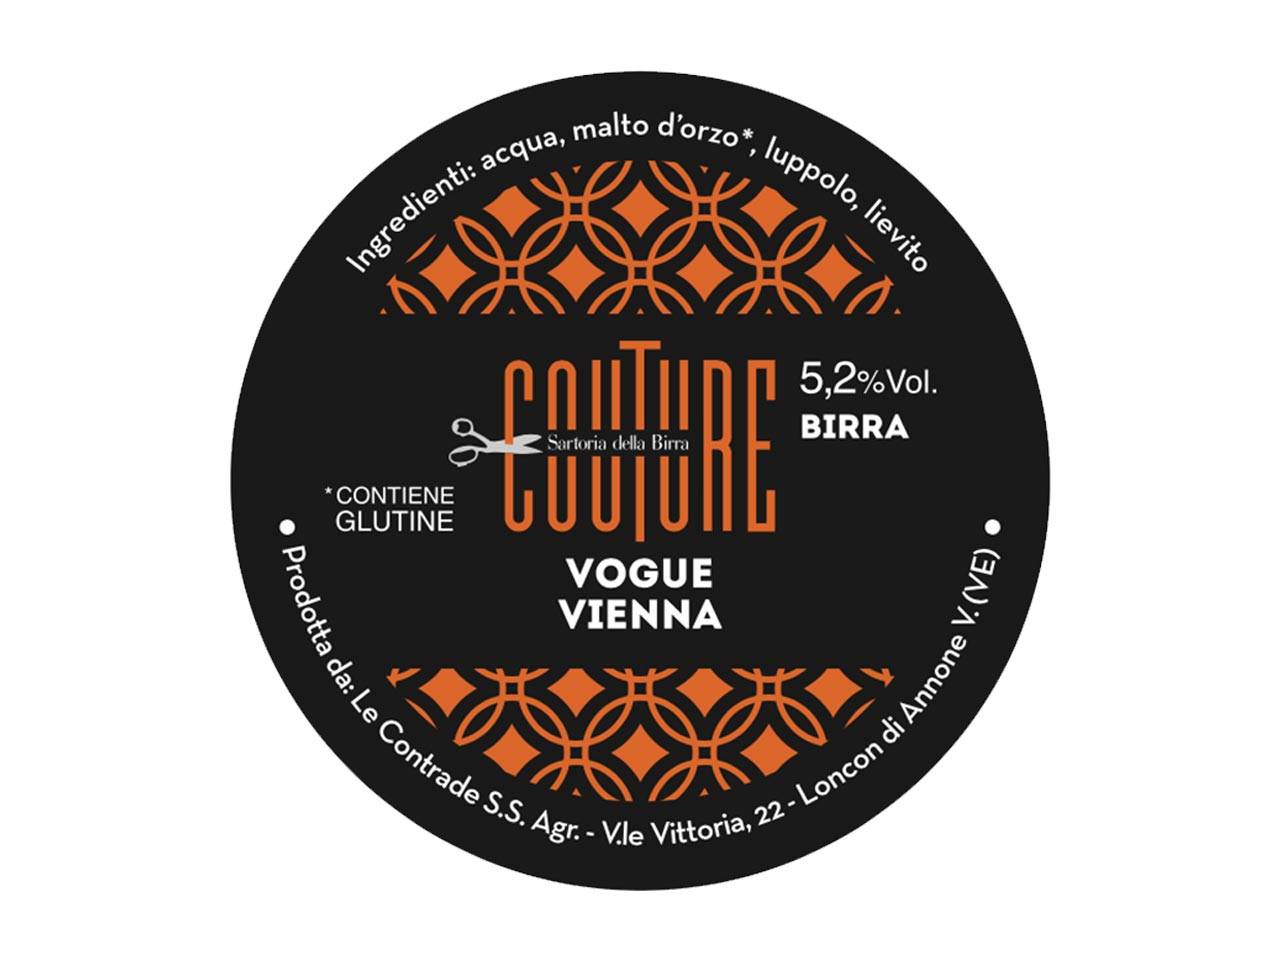 Ingredienti: acqua, malto d'orzo*, luppolo, lievito
COUTURE
Sartoria della Birra
5,2%Vol.
BIRRA
*CONTIENE
GLUTINE
VOGUE
VIENNA
• Prodotta da: Le Contrade S.S. Agr. - V.le Vittoria, 22 - Loncon di Annone V. (VE) •